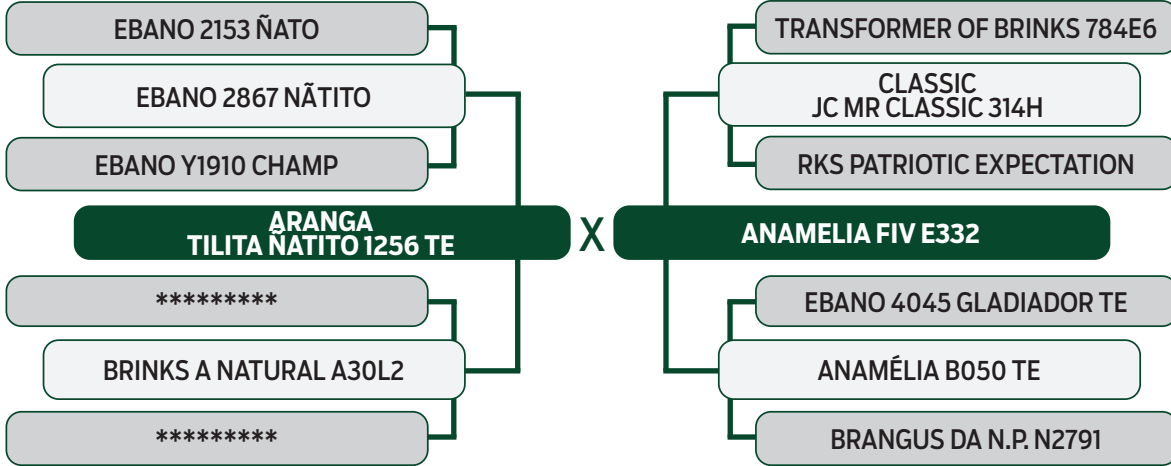 EBANO 2153 ÑATO
EBANO 2867 NÃTITO
EBANO Y1910 CHAMP
ARANGA
TILITA ÑATITO 1256 TE
*********
BRINKS A NATURAL A30L2
*********
X
TRANSFORMER OF BRINKS 784E6
CLASSIC
JC MR CLASSIC 314H
RKS PATRIOTIC EXPECTATION
ANAMELIA FIV E332
EBANO 4045 GLADIADOR TE
ANAMÉLIA B050 TE
BRANGUS DA N.P. N2791